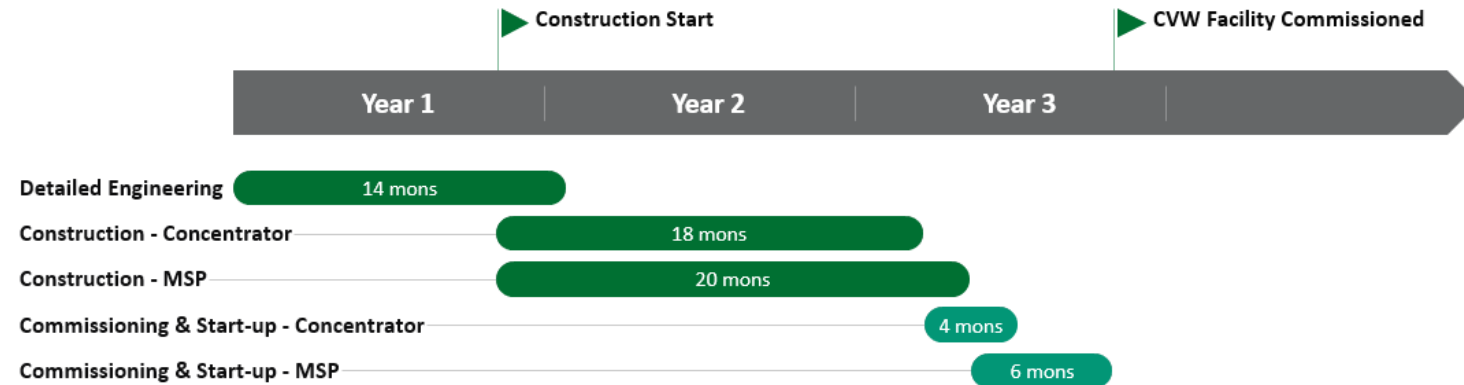 Construction Start
CVW Facility Commissioned
Year 1
Year 2
Year 3
Detailed Engineering
14 mons
Construction - Concentrator
18 mons
Construction - MSP
20 mons
Commissioning & Start-up - Concentrator
4 mons
Commissioning & Start-up - MSP
6 mons